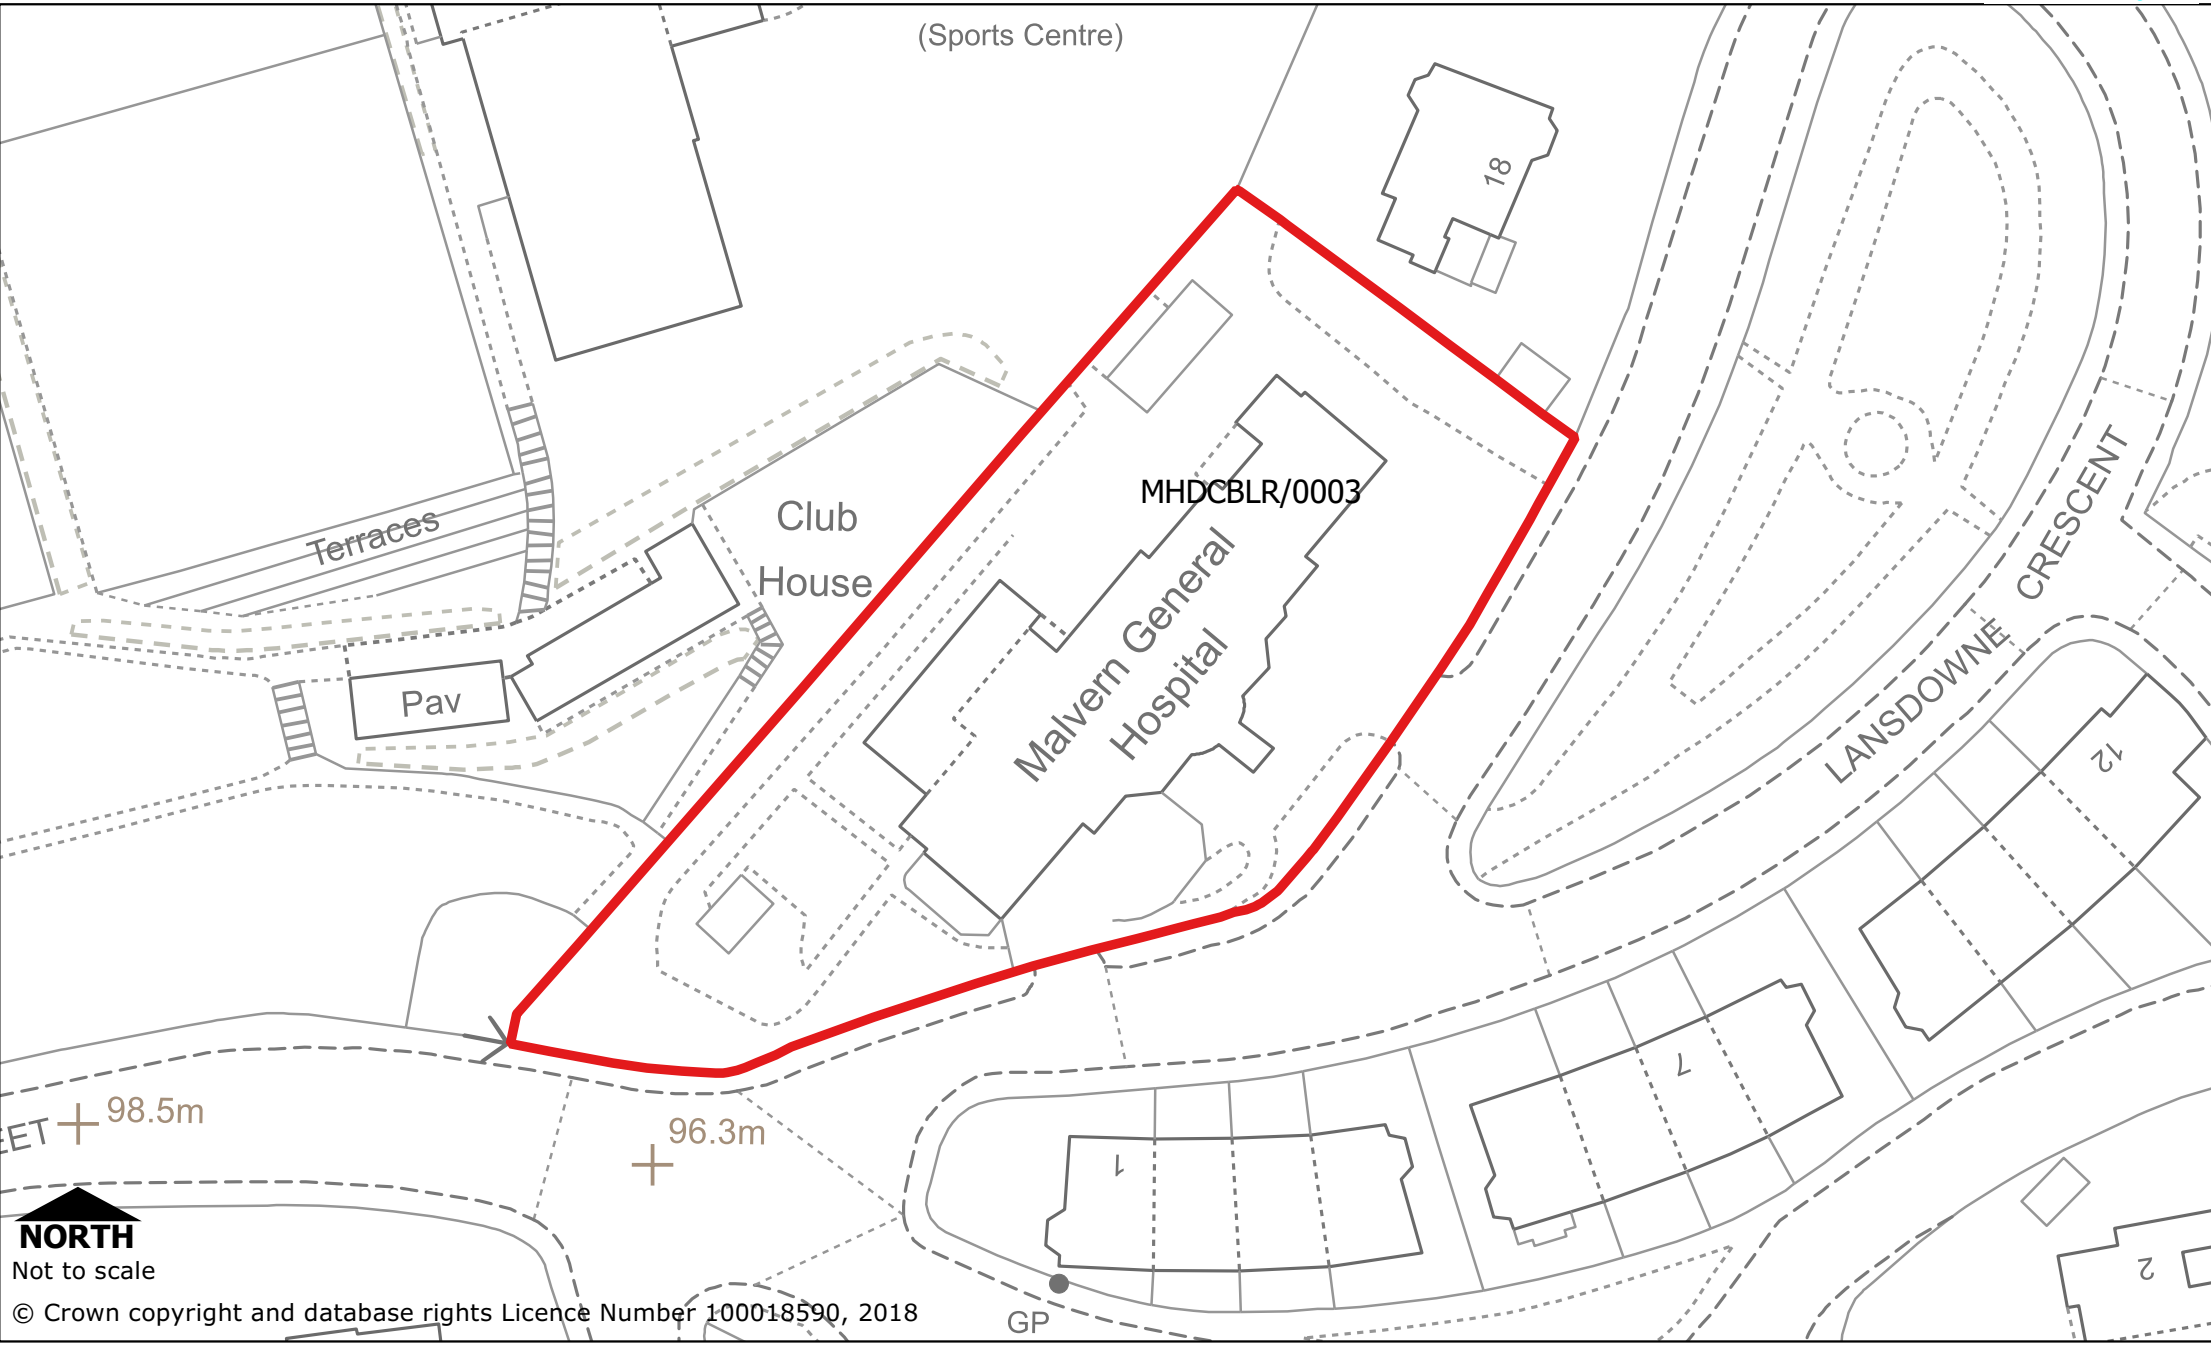 (Sports Centre)
18
MHDCBLR/0003
Club
House
Terraces
Malvern General
Hospital
Pav
LANSDOWNE CRESCENT
12
7
1
98.5m
96.3m
EET
2
NORTH
Not to scale
© Crown copyright and database rights Licence Number 100018590, 2018
GP